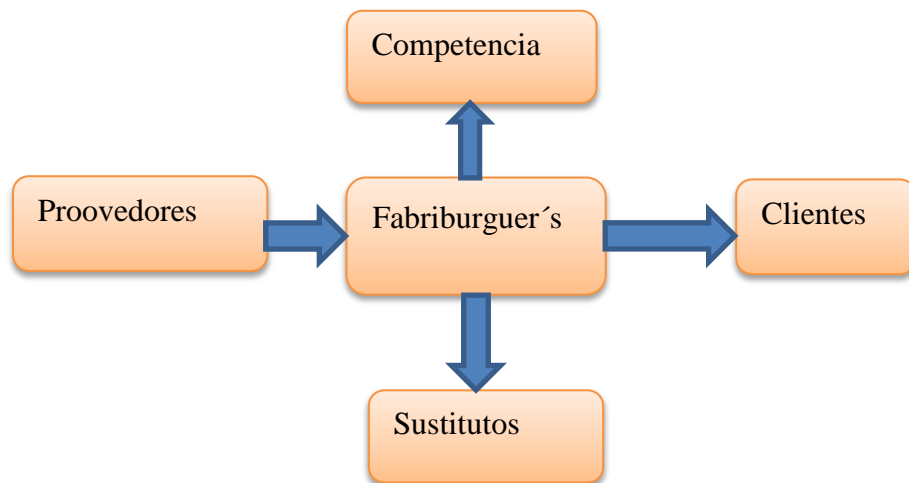 Competencia
Proovedores
Fabriburguer´s
Clientes
Sustitutos